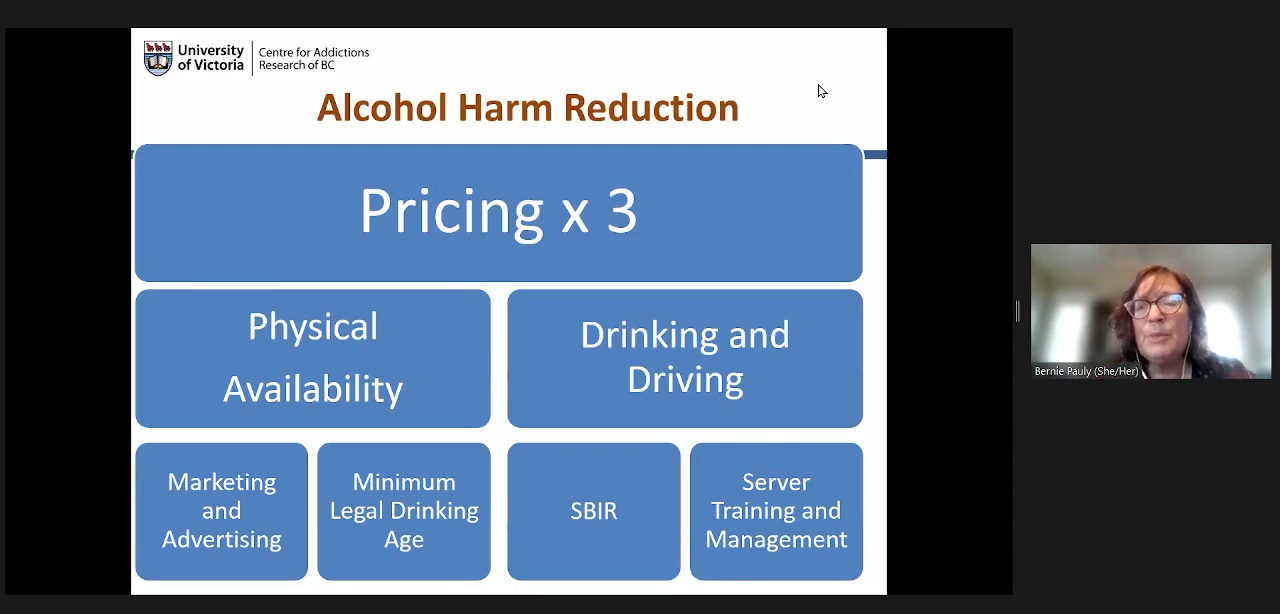 University
of Victoria
Centre for Addictions
Research of BC
Alcohol Harm Reduction
Pricing x 3
Physical
Availability
Drinking and
Driving
Marketing
and
Advertising
Minimum
Legal Drinking
Age
SBIR
Server
Training and
Management
Bernie Pauly (She/Her)